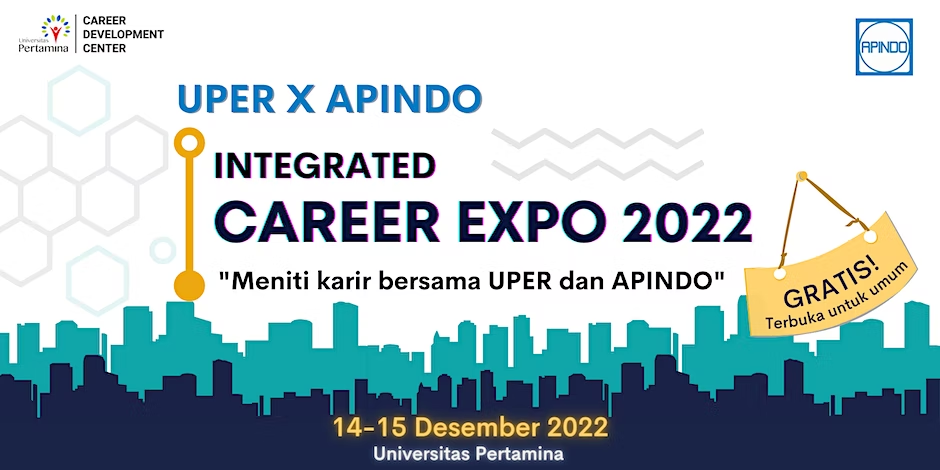 Universitas
Pertamina
CAREER
DEVELOPMENT
CENTER
APINDO
UPER X APINDO
INTEGRATED
CAREER EXPO 2022
"Meniti karir bersama UPER dan APINDO"
GRATIS!
Terbuka untuk umum
14-15 Desember 2022
Universitas Pertamina